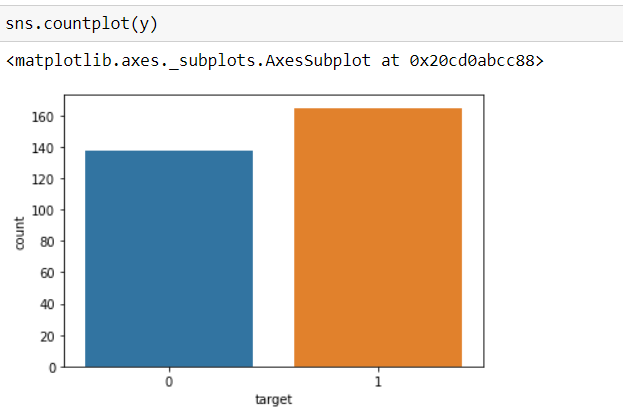 sns.countplot(y)
<matplotlib.axes._subplots.AxesSubplot at 0x20cd0abcc88>
160
140
120
100
80
60
40
20
0
count
0 1
target